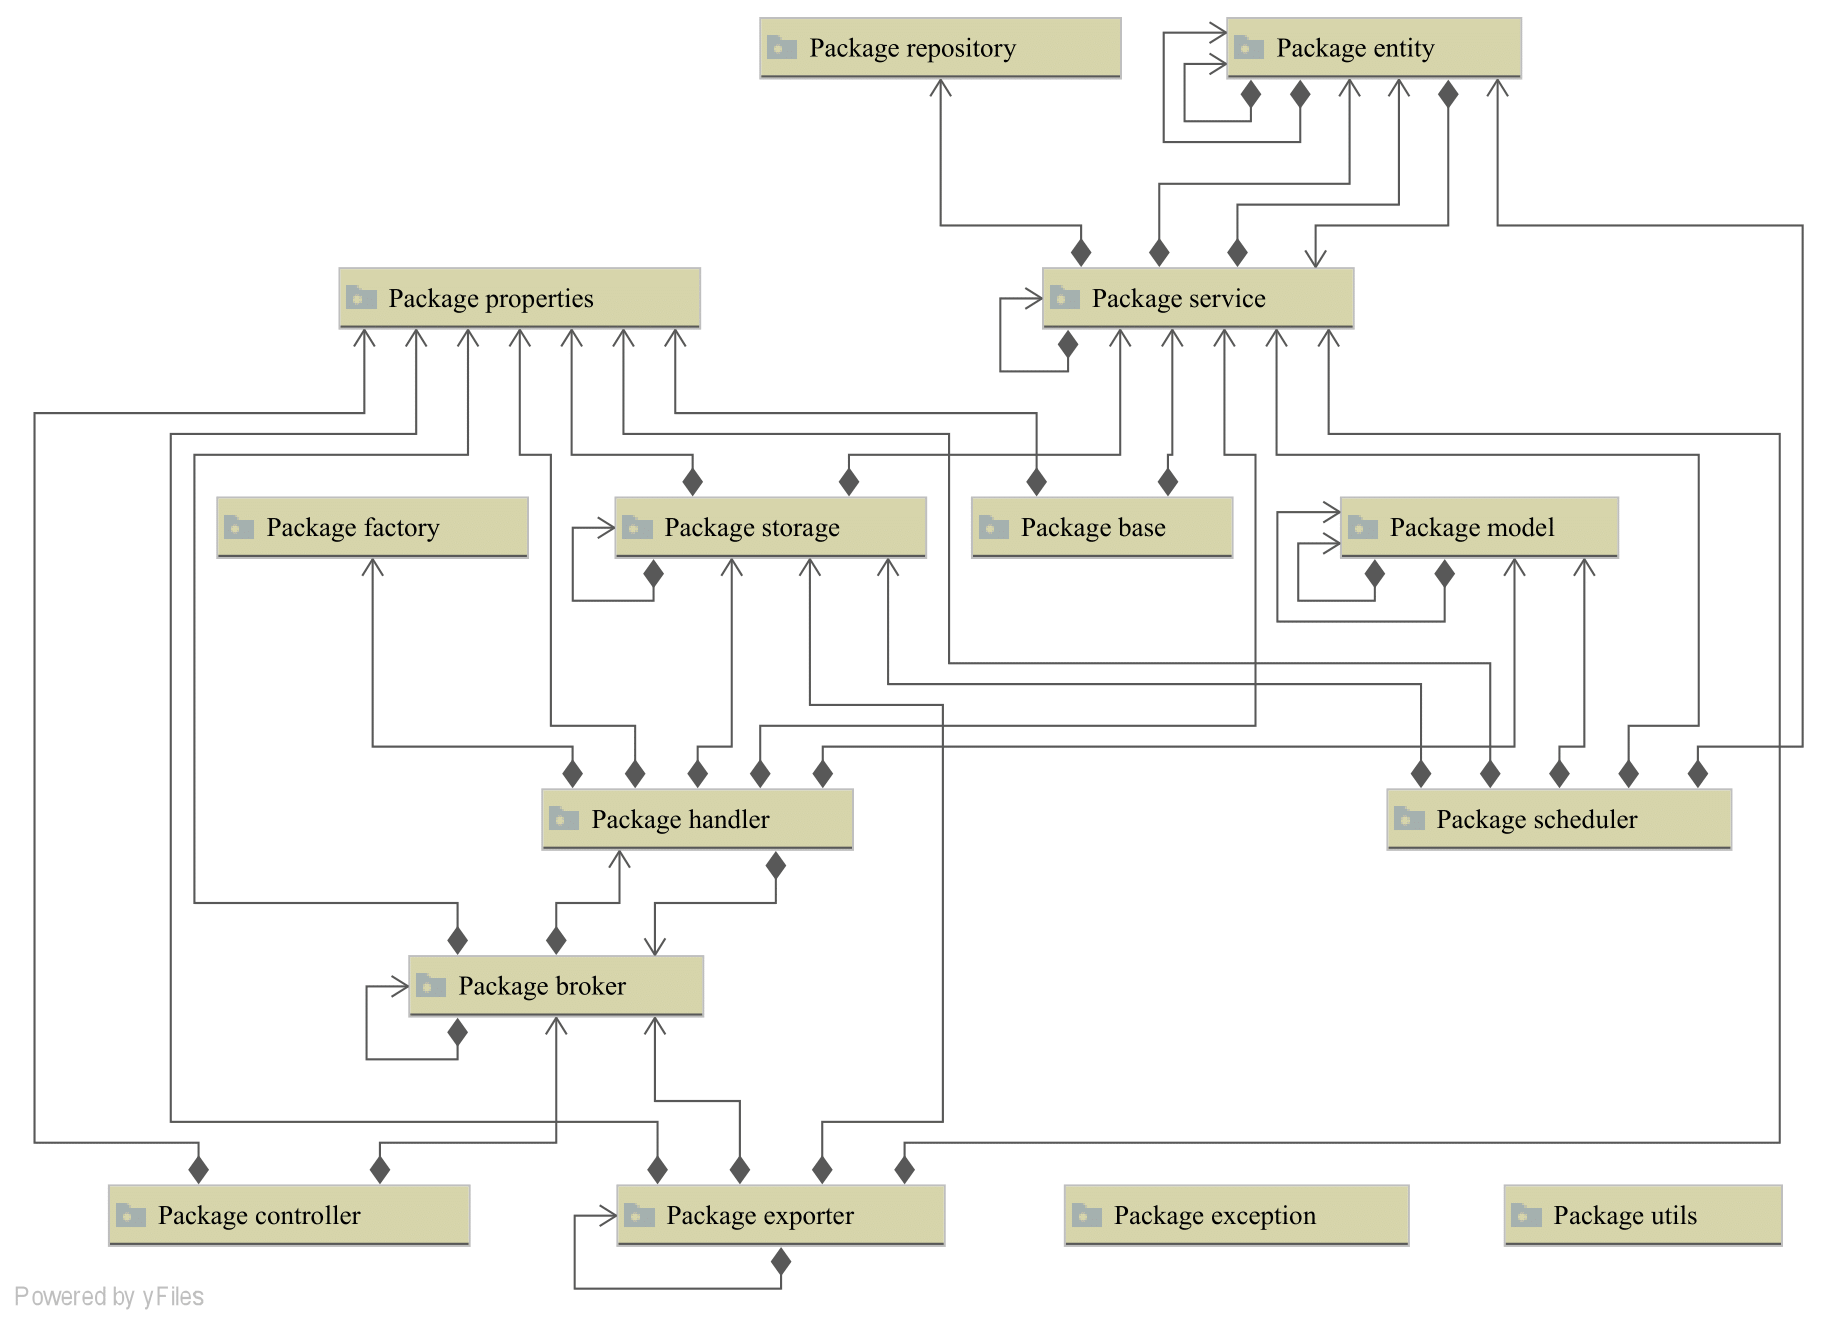 Package repository
Package entity
Package properties
Package service
Package factory
Package storage
Package base
Package model
Package handler
Package scheduler
Package broker
Package controller
Package exporter
Package exception
Package utils
Powered by yFiles